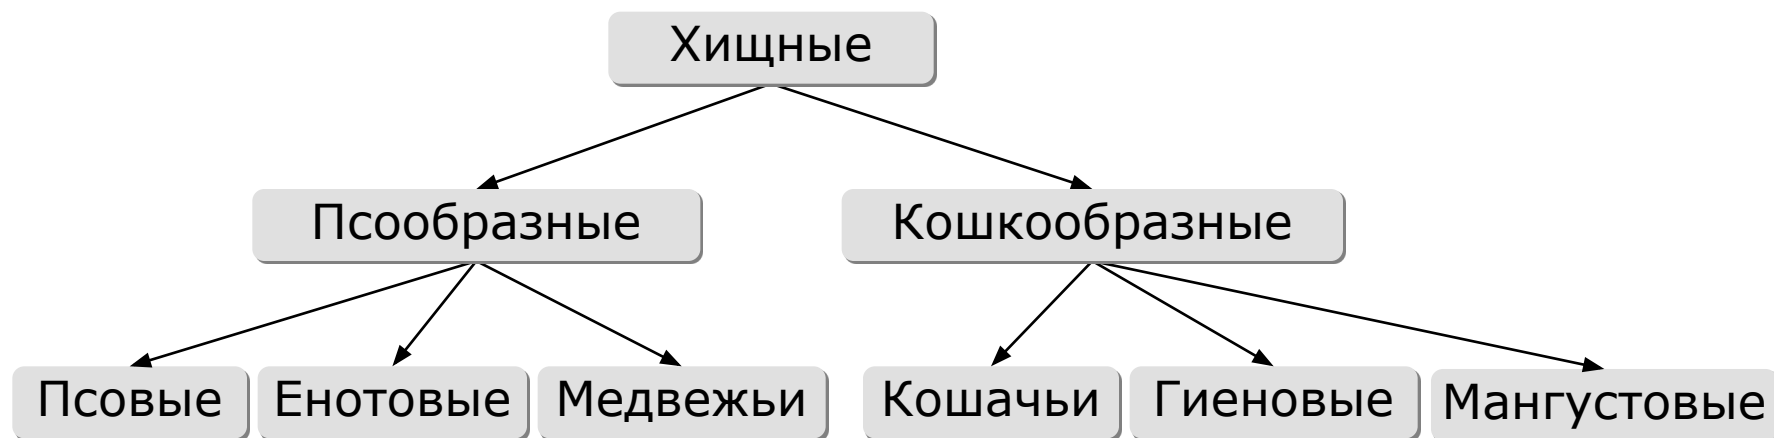 Хищные
Псообразные
Кошкообразные
Псовые
Енотовые
Медвежьи
Кошачьи
Гиеновые
Мангустовые